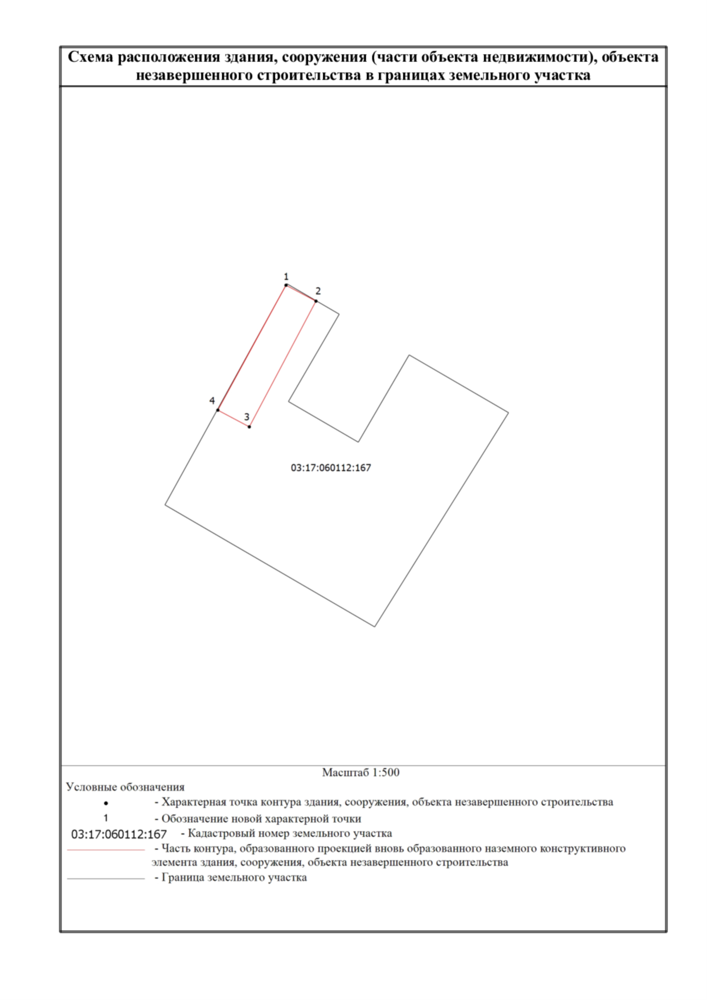 Схема расположения здания, сооружения (части объекта недвижимости), объекта
незавершенного строительства в границах земельного участка
1
2
4
3
03:17:060112:167
Масштаб 1:500
Условные обозначения
- Характерная точка контура здания, сооружения, объекта незавершенного строительства
1 - Обозначение новой характерной точки
03:17:060112:167 - Кадастровый номер земельного участка
- Часть контура, образованного проекцией вновь образованного наземного конструктивного
элемента здания, сооружения, объекта незавершенного строительства
- Граница земельного участка